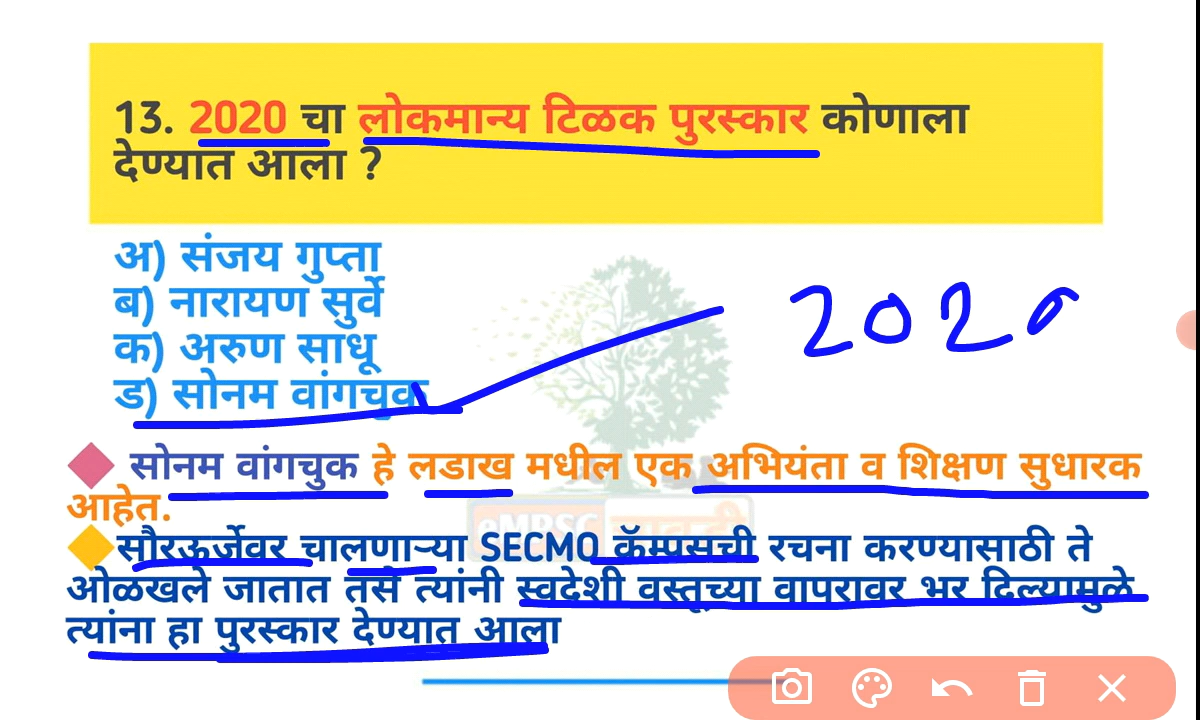 13. 2020 चा लोकमान्य टिळक पुरस्कार कोणाला
देण्यात आला ?
अ) संजय गुप्ता
ब) नारायण सुर्वे
क) अरुण साधू
ड) सोनम वांगचुक
2020
सोनम वांगचुक हे लडाख मधील एक अभियंता व शिक्षण सुधारक
आहेत.
सौरऊर्जेवर चालणाऱ्या SECMO कॅम्पसची रचना करण्यासाठी ते
ओळखले जातात तसे त्यांनी स्वदेशी वस्तूच्या वापरावर भर दिल्यामुळे
त्यांना हा पुरस्कार देण्यात आला
eMPSC